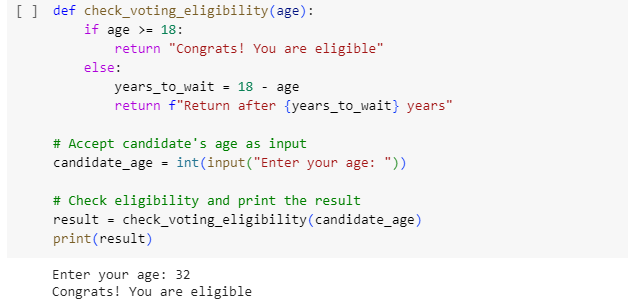 [ ] def check_voting_eligibility(age):
    if age >= 18:
        return "Congrats! You are eligible"
    else:
        years_to_wait = 18 - age
        return f"Return after {years_to_wait} years"

# Accept candidate's age as input
candidate_age = int(input("Enter your age: "))

# Check eligibility and print the result
result = check_voting_eligibility(candidate_age)
print(result)

Enter your age: 32
Congrats! You are eligible